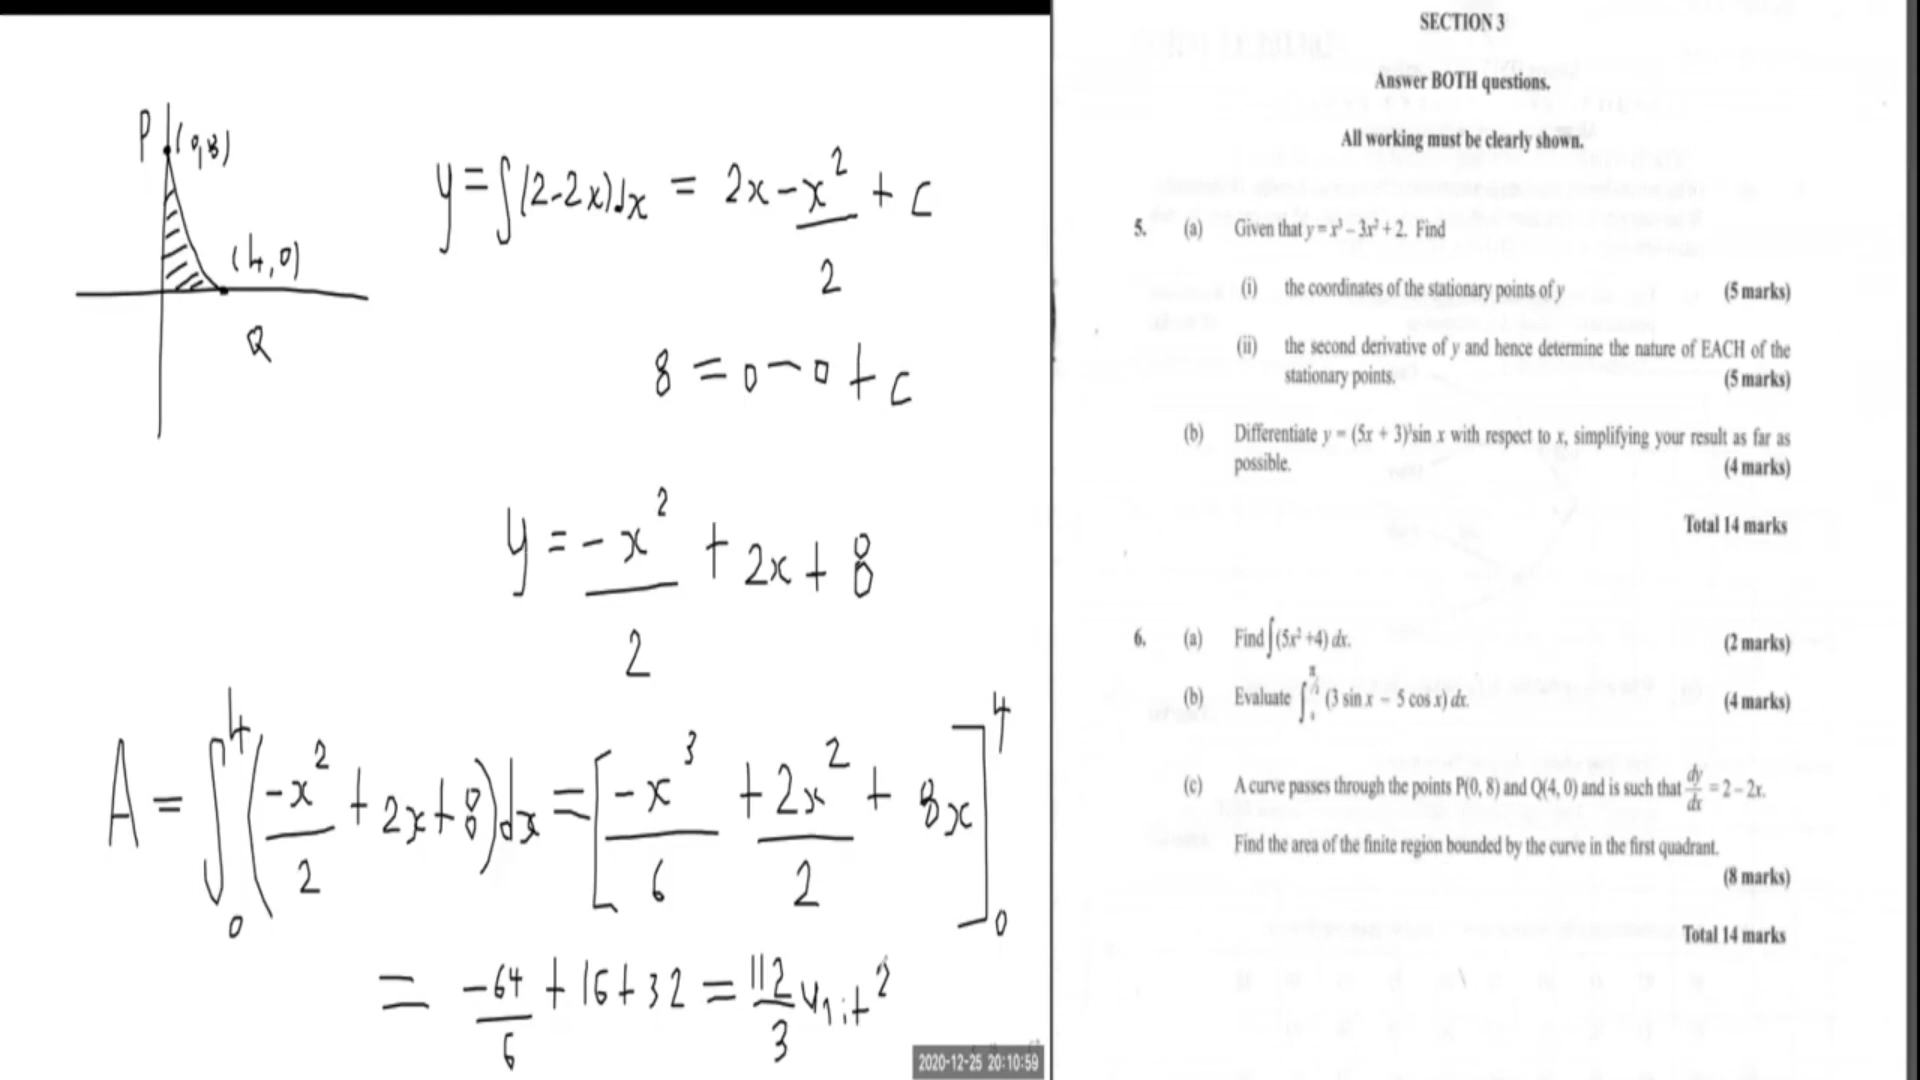 P (0,8)
(4,0)
Q
y = ∫(2-2x)dx = 2x - x²/2 + c
8 = 0 - 0 + c
y = -x²/2 + 2x + 8
A = ∫₀⁴ (-x²/2 + 2x + 8)dx = [-x³/6 + 2x²/2 + 8x]₀⁴
= -64/6 + 16 + 32 = 112/3 unit²
2020-12-25 20:10:59
SECTION 3
Answer BOTH questions.
All working must be clearly shown.
5. (a) Given that y = x³ – 3x² + 2. Find
(i) the coordinates of the stationary points of y (5 marks)
(ii) the second derivative of y and hence determine the nature of EACH of the
stationary points. (5 marks)
(b) Differentiate y = (5x + 3)³sin x with respect to x, simplifying your result as far as
possible. (4 marks)
Total 14 marks
6. (a) Find ∫(5x² +4) dx. (2 marks)
(b) Evaluate ∫ (3 sin x – 5 cos x) dx. (4 marks)
(c) A curve passes through the points P(0, 8) and Q(4, 0) and is such that dy/dx = 2 – 2x.
Find the area of the finite region bounded by the curve in the first quadrant.
(8 marks)
Total 14 marks